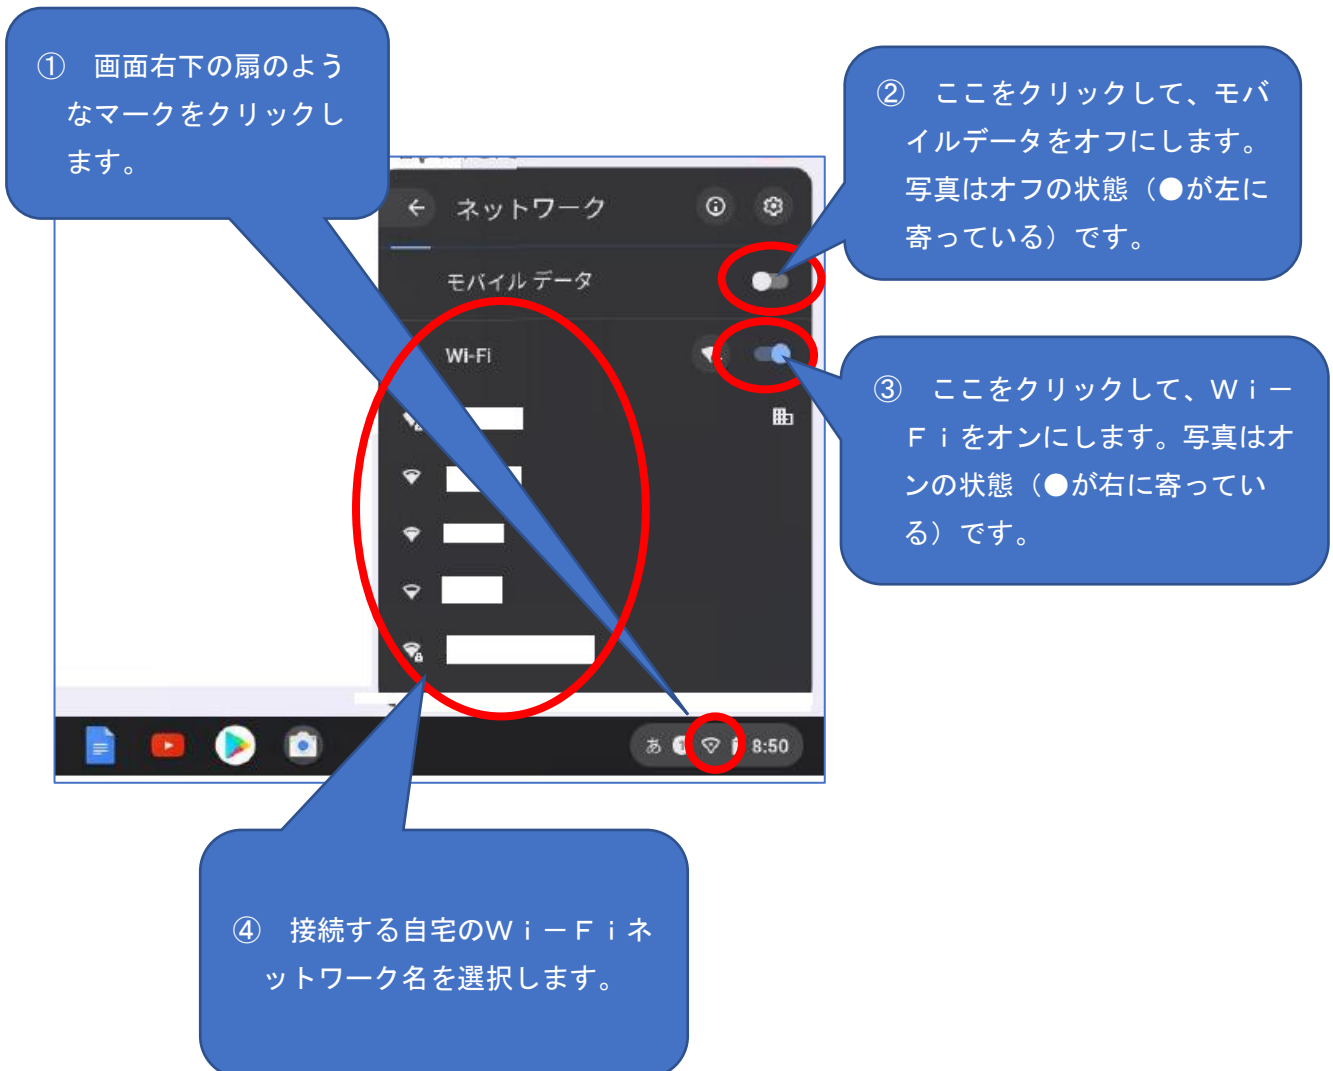 ①　画面右下の扇のよう
なマークをクリックし
ます。
②　ここをクリックして、モバ
イルデータをオフにします。
写真はオフの状態（●が左に
寄っている）です。
ネットワーク
モバイル データ
Wi-Fi
③　ここをクリックして、Ｗｉ－
Ｆｉをオンにします。写真はオ
ンの状態（●が右に寄ってい
る）です。
あ 8:50
④　接続する自宅のＷｉ－Ｆｉネ
ットワーク名を選択します。